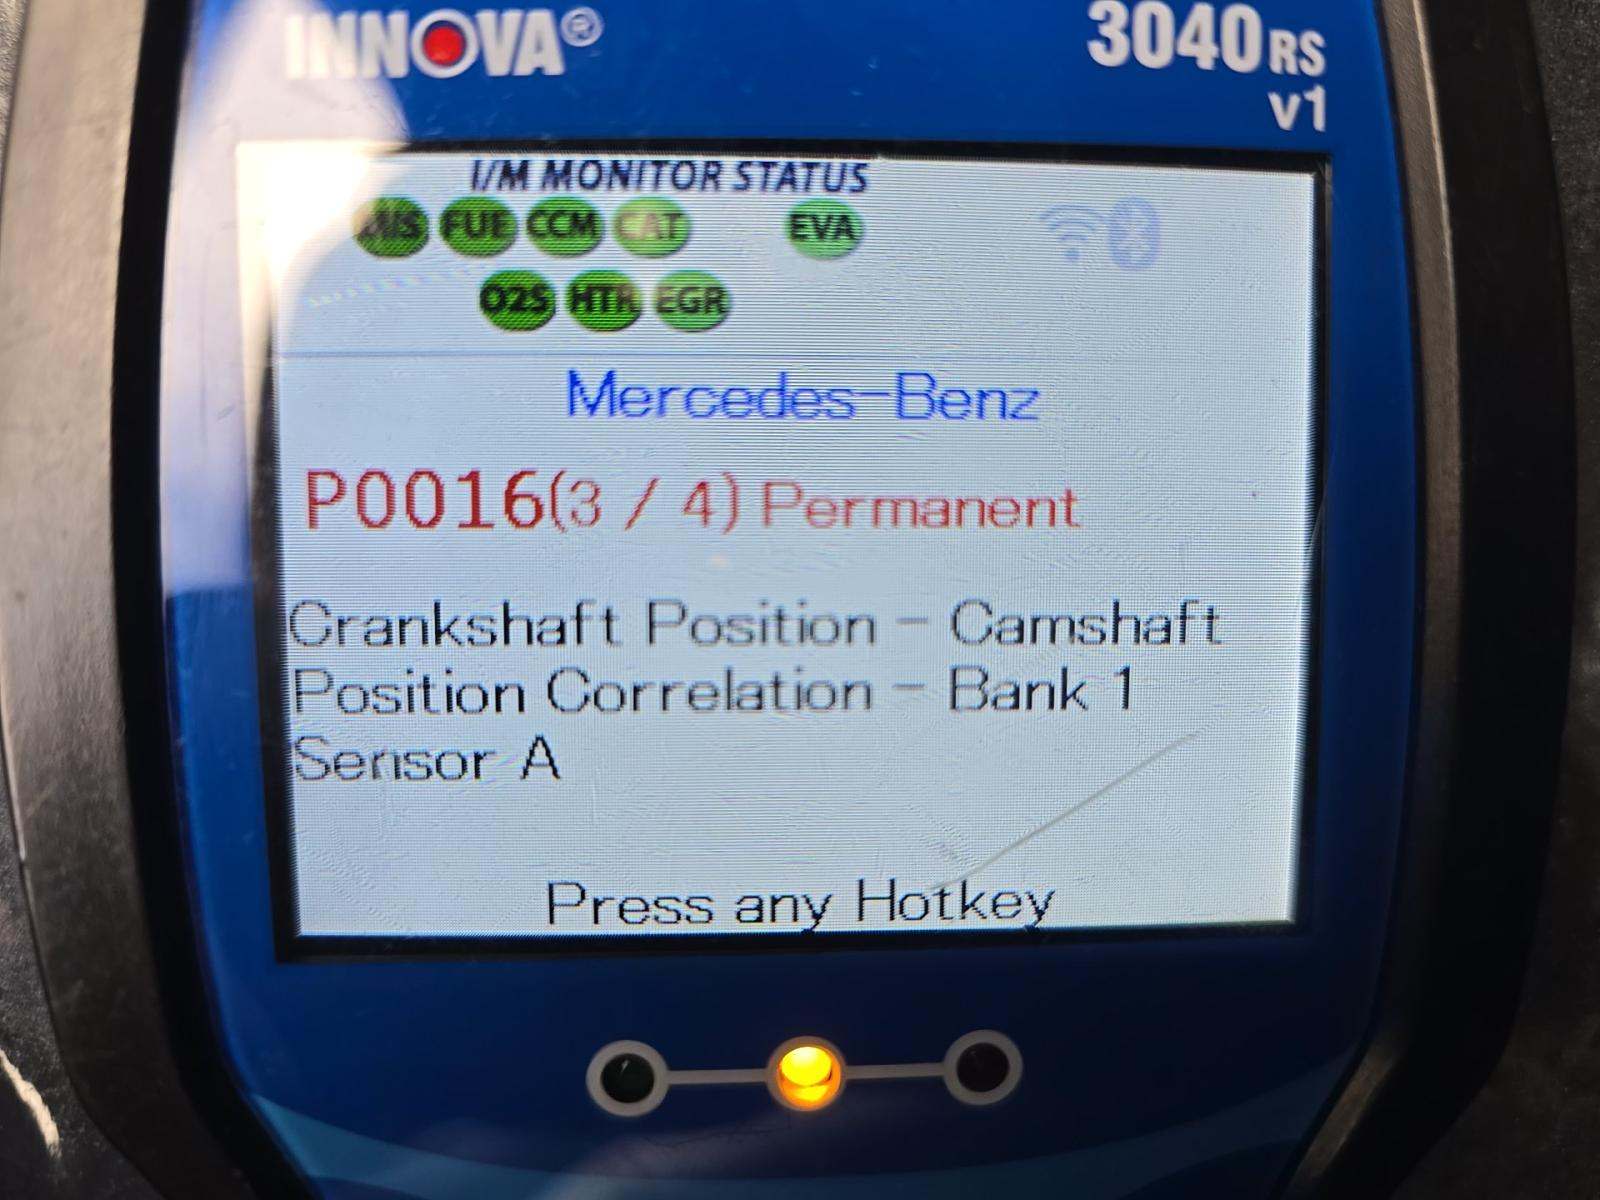 INNOVA®
3040RS
v1
I/M MONITOR STATUS
MIS FUE CCM CAT EVA
O2S HTR EGR
Mercedes-Benz
P0016(3 / 4) Permanent
Crankshaft Position - Camshaft
Position Correlation - Bank 1
Sensor A
Press any Hotkey